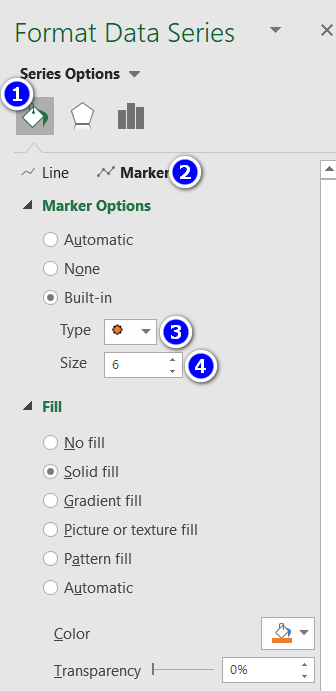 Format Data Series
Series Options
1
Line Marker 2
Marker Options
Automatic
None
Built-in
Type 3
Size 6 4
Fill
No fill
Solid fill
Gradient fill
Picture or texture fill
Pattern fill
Automatic
Color
Transparency 0%